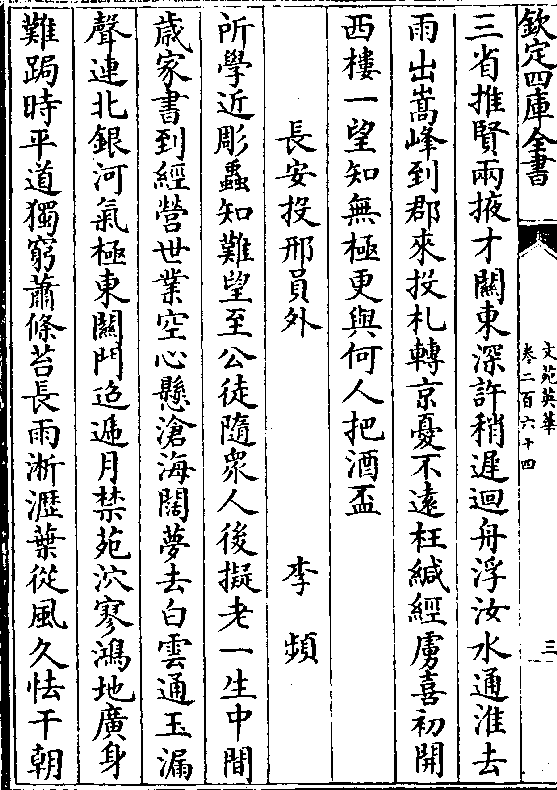 欽定四庫全書
文苑英華
卷二百六十四
三
三省推賢兩掖才關東深許稍遲迴舟浮汝水通淮去
雨出嵩峰到郡來投札轉京憂不遠枉緘經虜喜初開
西樓一望知無極更與何人把酒盃
長安投邢員外 李頻
所學近彫蟲知難望至公徒隨衆人後擬老一生中間
歲家書到經營世業空心懸滄海闊夢去白雲通玉漏
聲連北銀河氣極東關門迢遞月禁苑泬寥鴻地廣身
難跼時平道獨窮蕭條苔長雨淅瀝葉從風久怯干朝